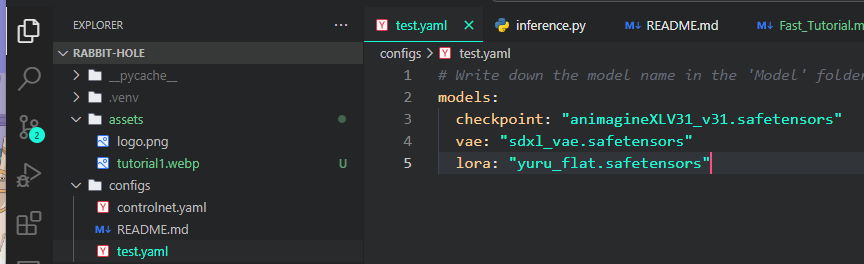 EXPLORER
RABBIT-HOLE
__pycache__
.venv
assets
logo.png
tutorial1.webp U
configs
controlnet.yaml
README.md
test.yaml
2
test.yaml inference.py README.md Fast_Tutorial.m
configs > test.yaml
1 # Write down the model name in the 'Model' folder
2 models:
3 checkpoint: "animagineXLV31_v31.safetensors"
4 vae: "sdxl_vae.safetensors"
5 lora: "yuru_flat.safetensors"